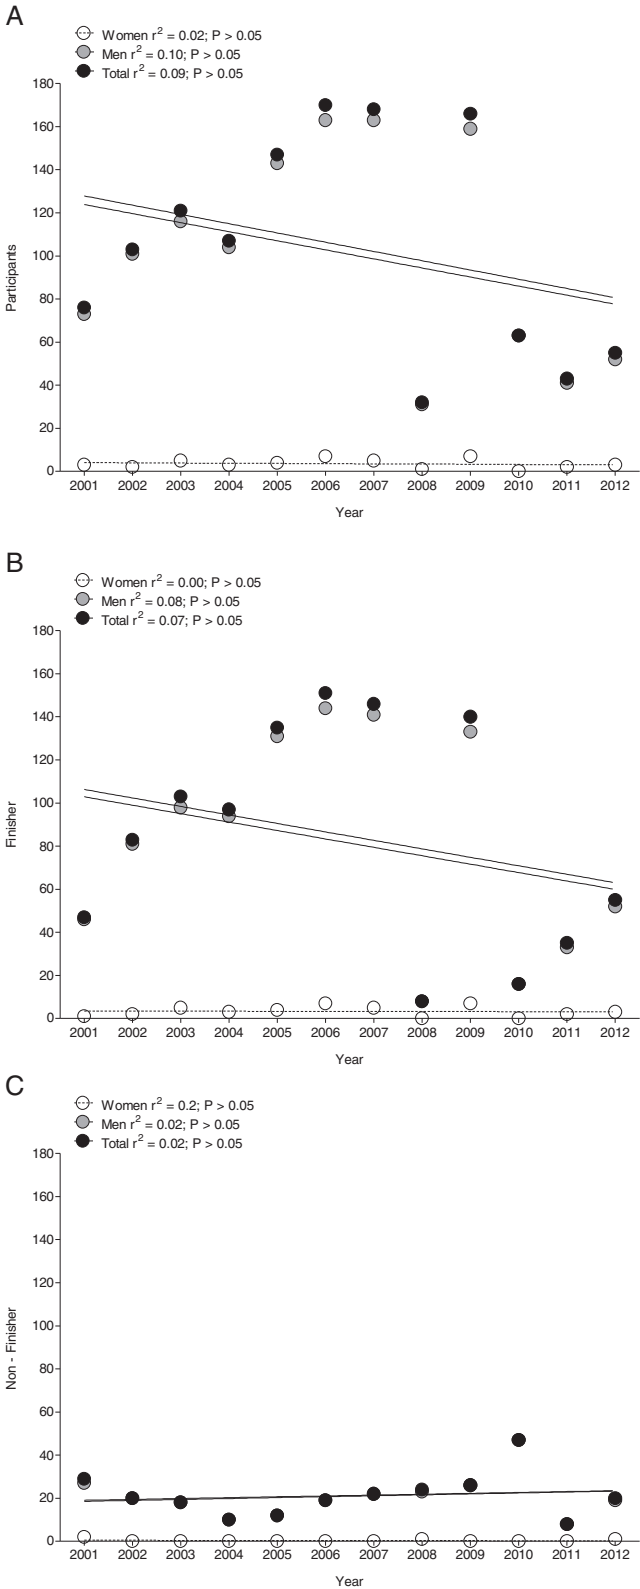 A
Women r² = 0.02; P > 0.05
Men r² = 0.10; P > 0.05
Total r² = 0.09; P > 0.05
180
160
140
120
100
80
60
40
20
0
Participants
2001 2002 2003 2004 2005 2006 2007 2008 2009 2010 2011 2012
Year
B
Women r² = 0.00; P > 0.05
Men r² = 0.08; P > 0.05
Total r² = 0.07; P > 0.05
180
160
140
120
100
80
60
40
20
0
Finisher
2001 2002 2003 2004 2005 2006 2007 2008 2009 2010 2011 2012
Year
C
Women r² = 0.2; P > 0.05
Men r² = 0.02; P > 0.05
Total r² = 0.02; P > 0.05
180
160
140
120
100
80
60
40
20
0
Non - Finisher
2001 2002 2003 2004 2005 2006 2007 2008 2009 2010 2011 2012
Year